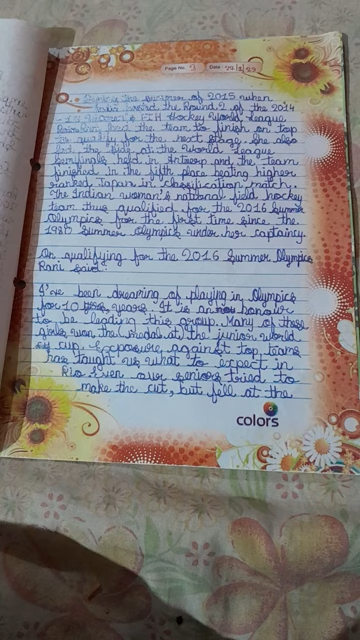 Page No. 3 Date 24/1/23
During the summer of 2015 when
India hosted the Round 2 of the 2014
-15 Women's FIH Hockey World League
Ritu Rani led the team to finish on top
to qualify for the next stage. She also
led the side at the World League
Semifinals held in Antwerp and the team
finished in the fifth place beating higher
ranked Japan in classification match.
The Indian woman's national field hockey
team thus qualified for the 2016 Summer
Olympics for the first time since the
1980 Summer Olympics under her captaincy.
On qualifying for the 2016 Summer Olympics
Rani said:
I've been dreaming of playing in Olympics
for 10 years. It is an honour
to be leading this group. Many of these
girls won the medal at the junior world
cup. Exposure against top teams
has taught us what to expect in
Rio Even our seniors tried to
make the cut, but fell at the
colors